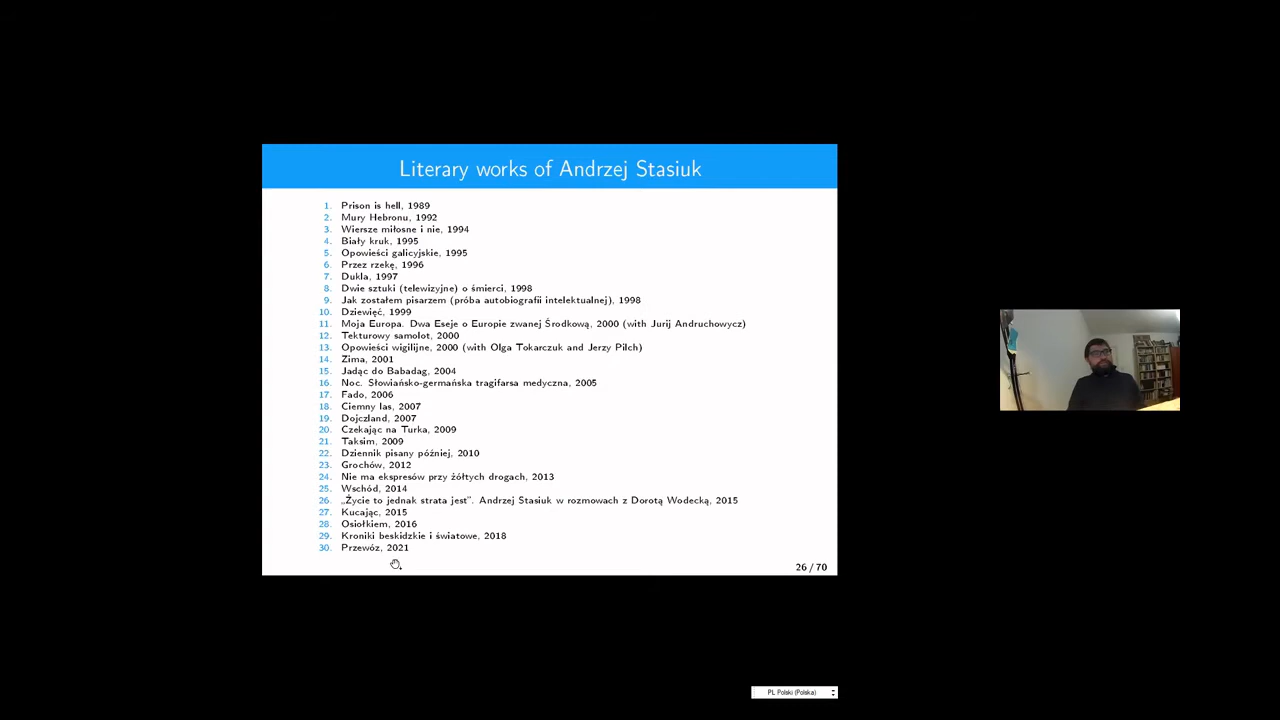 Literary works of Andrzej Stasiuk
1. Prison is hell, 1989
2. Mury Hebronu, 1992
3. Wiersze miłosne i nie, 1994
4. Biały kruk, 1995
5. Opowieści galicyjskie, 1995
6. Przez rzekę, 1996
7. Dukla, 1997
8. Dwie sztuki (telewizyjne) o śmierci, 1998
9. Jak zostałem pisarzem (próba autobiografii intelektualnej), 1998
10. Dziewięć, 1999
11. Moja Europa. Dwa Eseje o Europie zwanej Środkową, 2000 (with Jurij Andruchowycz)
12. Tekturowy samolot, 2000
13. Opowieści wigilijne, 2000 (with Olga Tokarczuk and Jerzy Pilch)
14. Zima, 2001
15. Jadąc do Babadag, 2004
16. Noc. Słowiańsko-germańska tragifarsa medyczna, 2005
17. Fado, 2006
18. Ciemny las, 2007
19. Dojczland, 2007
20. Czekając na Turka, 2009
21. Taksim, 2009
22. Dziennik pisany później, 2010
23. Grochów, 2012
24. Nie ma ekspresów przy żółtych drogach, 2013
25. Wschód, 2014
26. „Życie to jednak strata jest”. Andrzej Stasiuk w rozmowach z Dorotą Wodecką, 2015
27. Kucając, 2015
28. Osiołkiem, 2016
29. Kroniki beskidzkie i światowe, 2018
30. Przewóz, 2021
26 / 70
PL Polski (Polska)